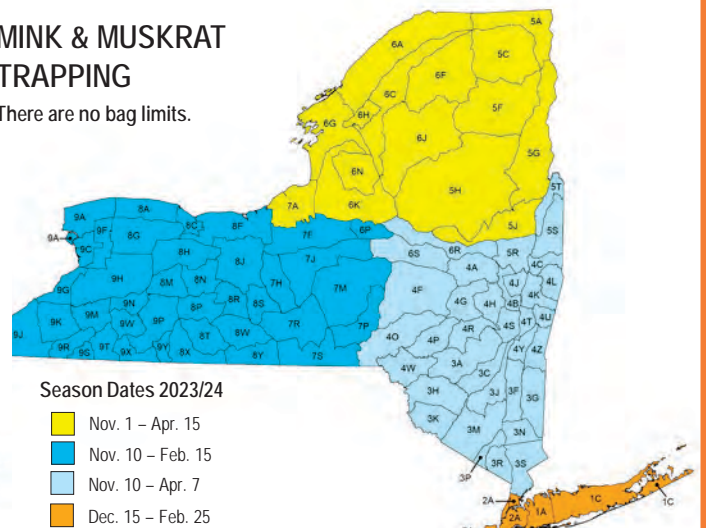 MINK & MUSKRAT
TRAPPING
There are no bag limits.
5A
6A
5C
6F
6C
5F
6G
6H
6J
5G
6N
5H
7A
6K
5J
5T
9A
8A
8C
8F
7F
6P
5S
9A
9F
8G
6S
6R
5R
9C
8H
8J
7J
4A
4C
9H
8M
8N
7H
7M
4F
4J
4L
9G
9N
8R
8S
4G
4H
4B
4K
9K
9M
9W
9P
8P
7R
7P
4R
4S
4T
4U
9J
8T
8W
4O
4P
4Y
4Z
9R
9S
9T
9X
9Y
8X
8Y
7S
4W
3A
3C
3H
3J
3F
3G
3K
3M
3N
3P
3R
3S
Season Dates 2023/24
Nov. 1 – Apr. 15
Nov. 10 – Feb. 15
Nov. 10 – Apr. 7
Dec. 15 – Feb. 25
2A
2A
1A
1C
1C